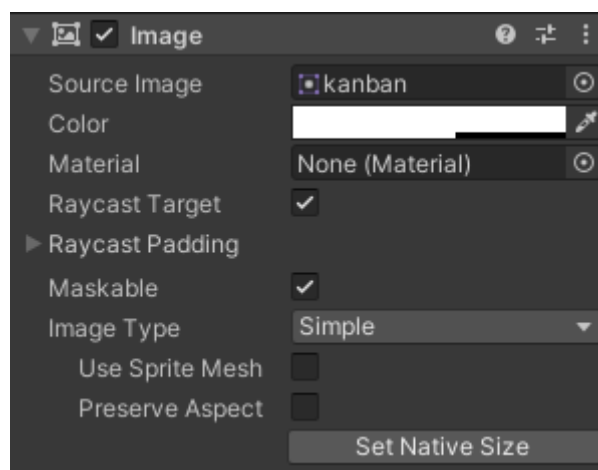 Image
Source Image kanban
Color
Material None (Material)
Raycast Target
Raycast Padding
Maskable
Image Type Simple
Use Sprite Mesh
Preserve Aspect
Set Native Size